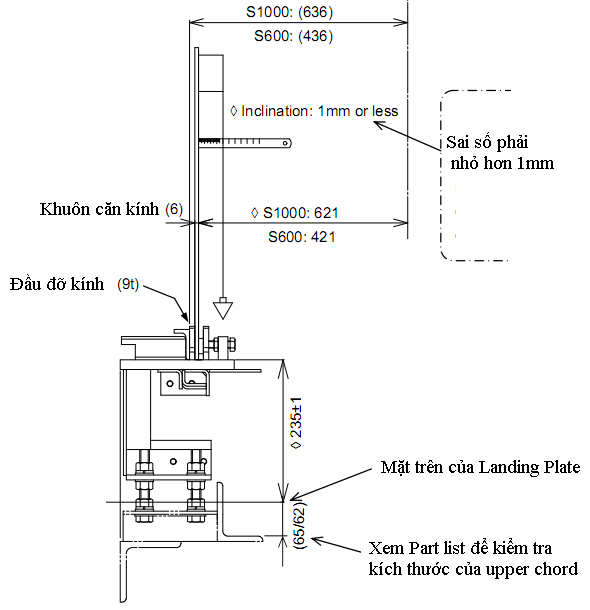 S1000: (636)
S600: (436)
◊ Inclination: 1mm or less
Sai số phải
nhỏ hơn 1mm
Khuôn căn kính (6)
◊ S1000: 621
S600: 421
Đầu đỡ kính (9t)
◊ 235±1
Mặt trên của Landing Plate
(65/62)
Xem Part list để kiểm tra
kích thước của upper chord